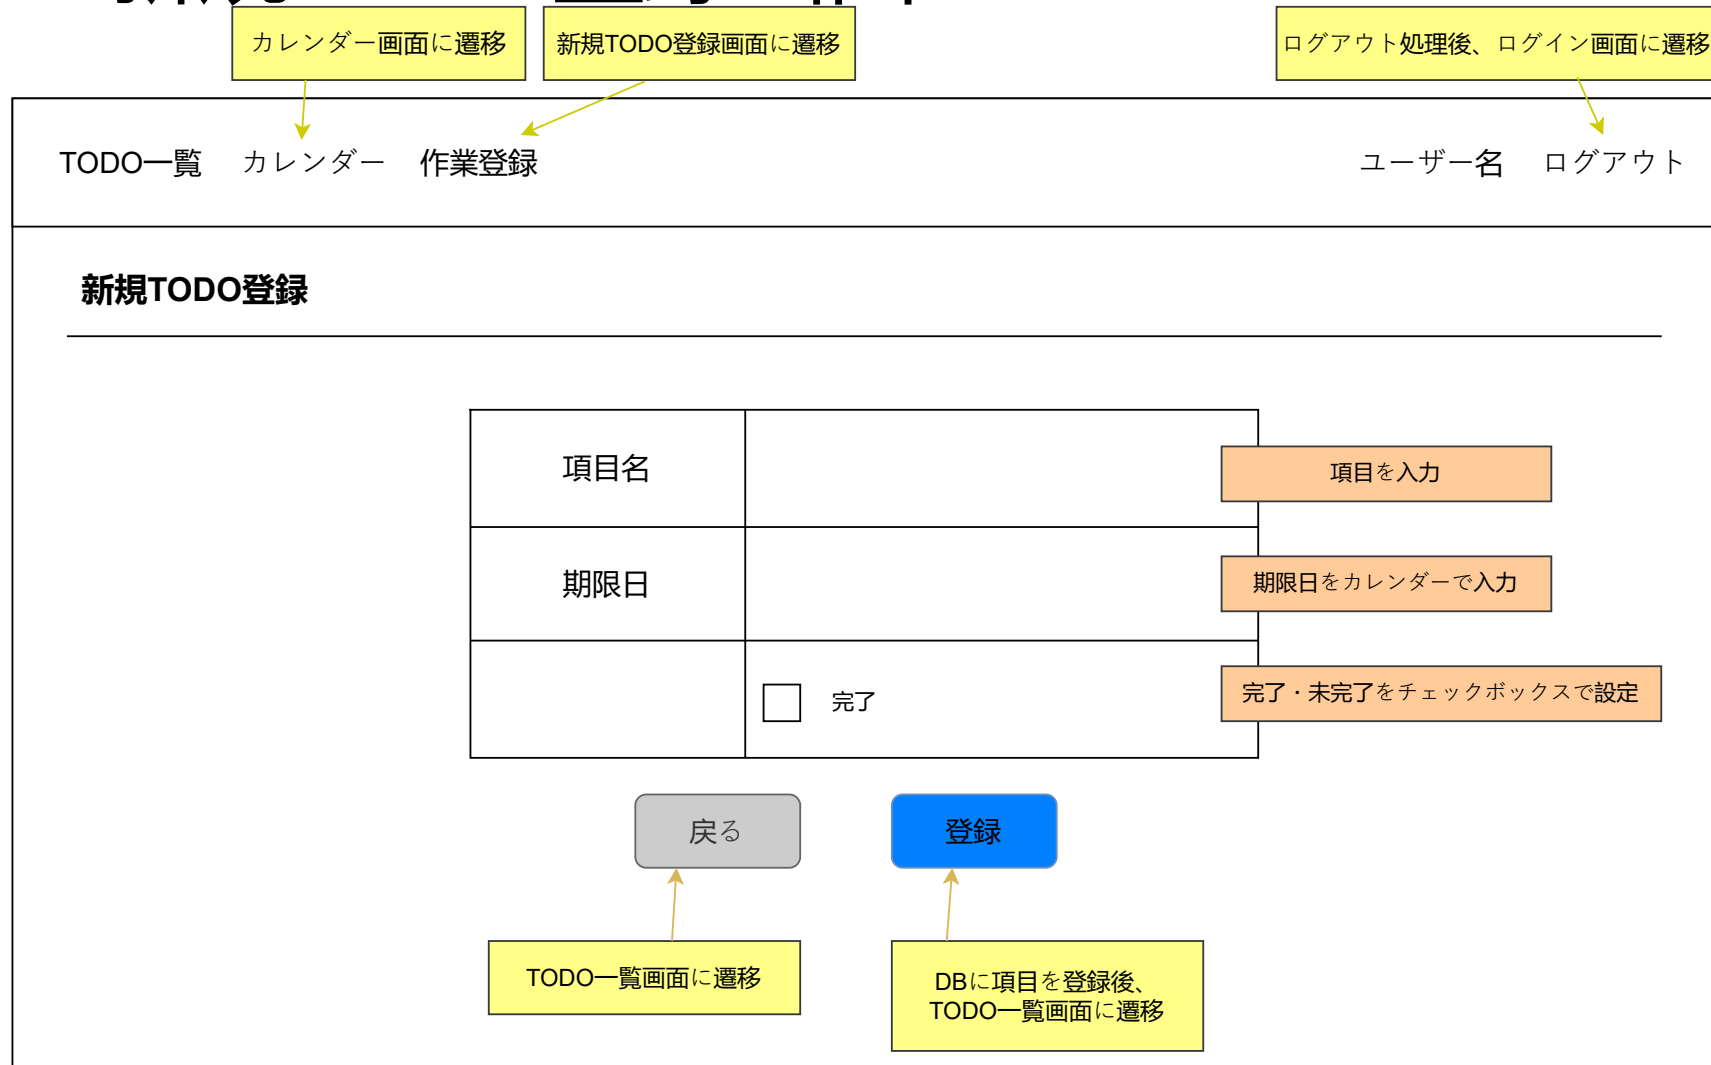 カレンダー画面に遷移
新規TODO登録画面に遷移
ログアウト処理後、ログイン画面に遷移
TODO一覧
カレンダー
作業登録
ユーザー名
ログアウト
新規TODO登録
項目名
項目を入力
期限日
期限日をカレンダーで入力
完了
完了・未完了をチェックボックスで設定
戻る
登録
TODO一覧画面に遷移
DBに項目を登録後、
TODO一覧画面に遷移